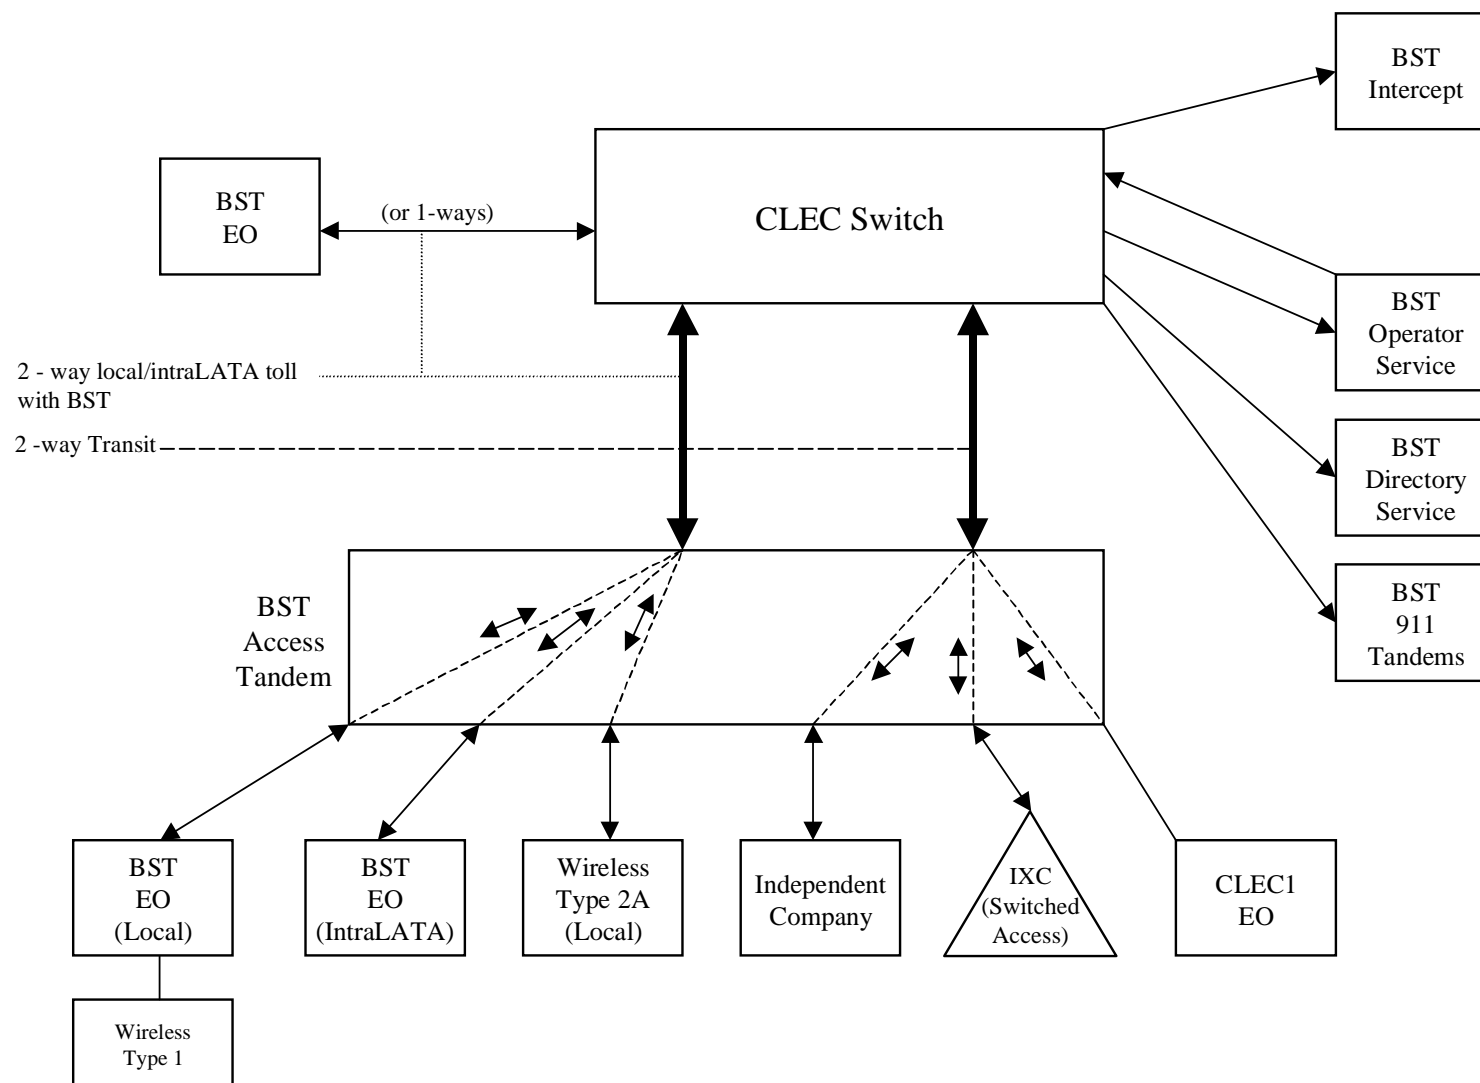 BST
Intercept
BST
EO
(or 1-ways)
CLEC Switch
BST
Operator
Service
2 - way local/intraLATA toll
with BST
2 -way Transit
BST
Directory
Service
BST
911
Tandems
BST
Access
Tandem
BST
EO
(Local)
BST
EO
(IntraLATA)
Wireless
Type 2A
(Local)
Independent
Company
IXC
(Switched
Access)
CLEC1
EO
Wireless
Type 1